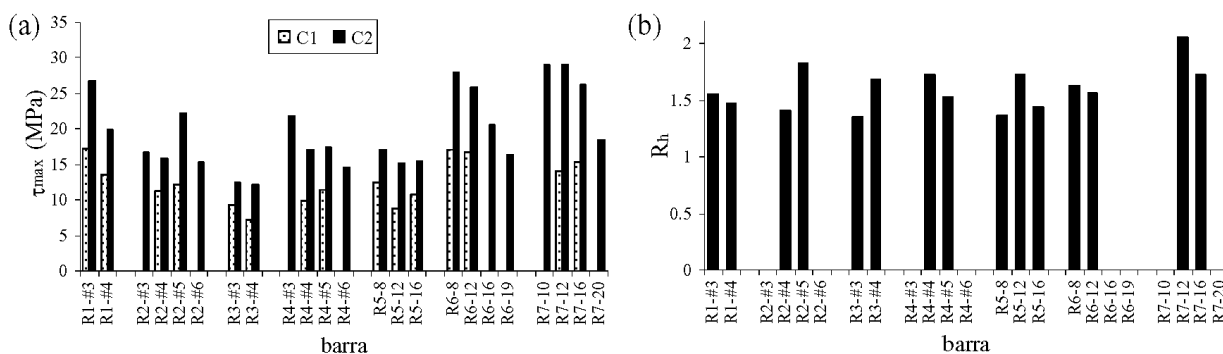 (a)
τmax (MPa)
35
30
25
20
15
10
5
0
C1 C2
R1-#3
R1-#4
R2-#3
R2-#4
R2-#5
R2-#6
R3-#3
R3-#4
R4-#3
R4-#4
R4-#5
R4-#6
R5-8
R5-12
R5-16
R6-8
R6-12
R6-16
R6-19
R7-10
R7-12
R7-16
R7-20
barra
(b)
Rh
2
1.5
1
0.5
0
R1-#3
R1-#4
R2-#3
R2-#4
R2-#5
R2-#6
R3-#3
R3-#4
R4-#3
R4-#4
R4-#5
R4-#6
R5-8
R5-12
R5-16
R6-8
R6-12
R6-16
R6-19
R7-10
R7-12
R7-16
R7-20
barra